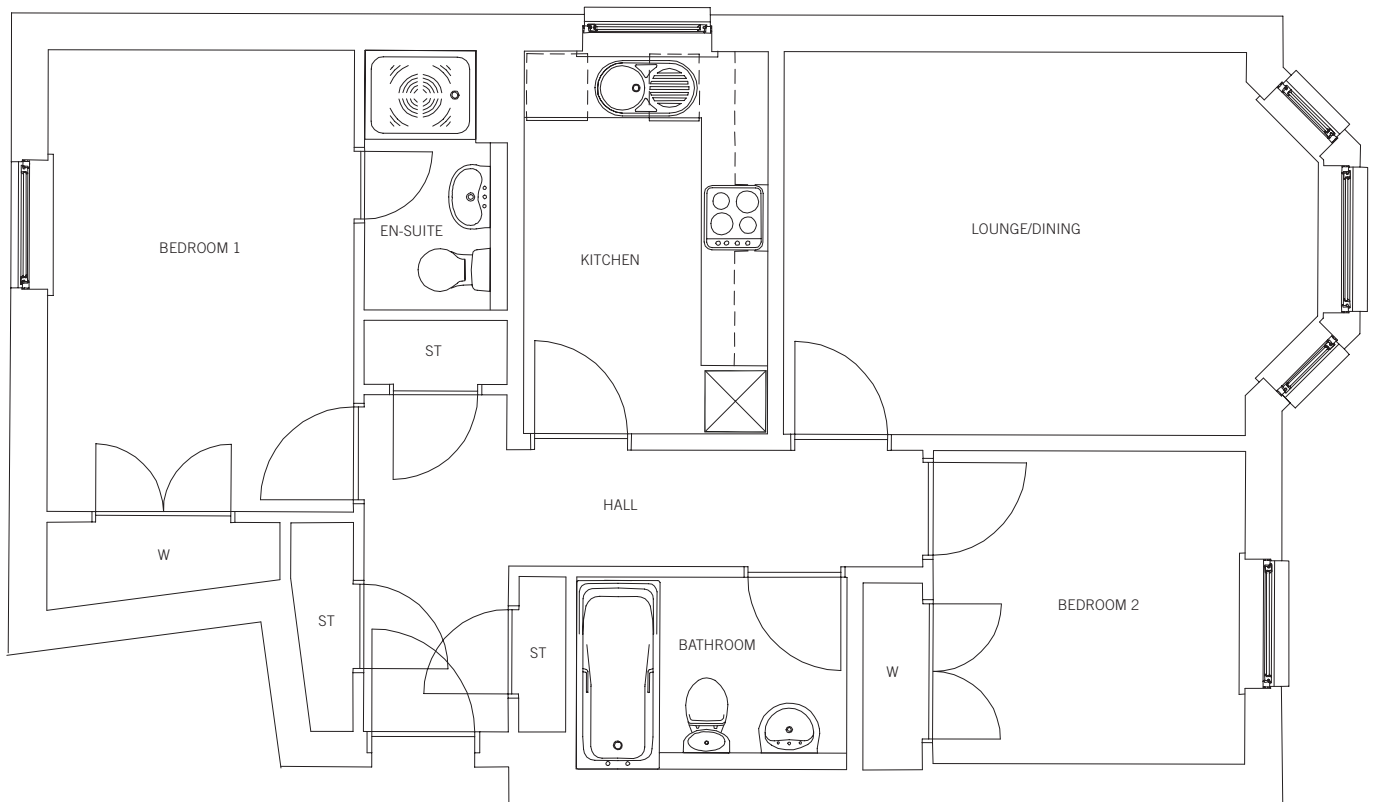 BEDROOM 1
EN-SUITE
KITCHEN
LOUNGE/DINING
ST
HALL
W
ST
ST
BATHROOM
W
BEDROOM 2